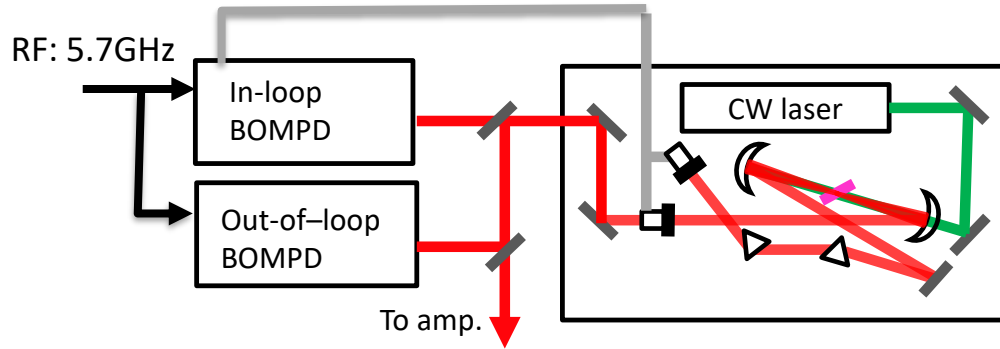 RF: 5.7GHz
In-loop
BOMPD
CW laser
Out-of–loop
BOMPD
To amp.